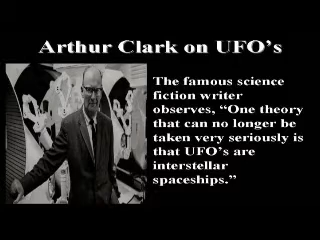 Arthur Clark on UFO's
The famous science
fiction writer
observes, “One theory
that can no longer be
taken very seriously is
that UFO's are
interstellar
spaceships.”